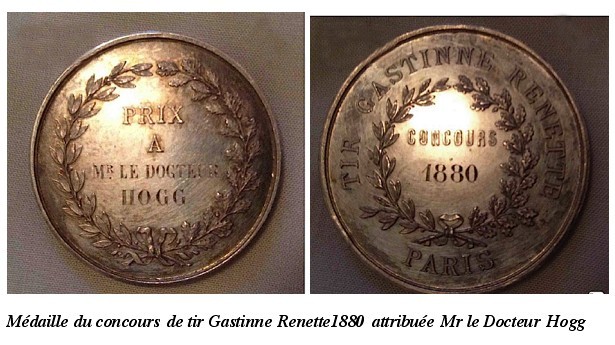 PRIX
A
MR LE DOCTEUR
HOGG
TIR GASTINNE RENETTE
CONCOURS
1880
PARIS
Médaille du concours de tir Gastinne Renette1880 attribuée Mr le Docteur Hogg